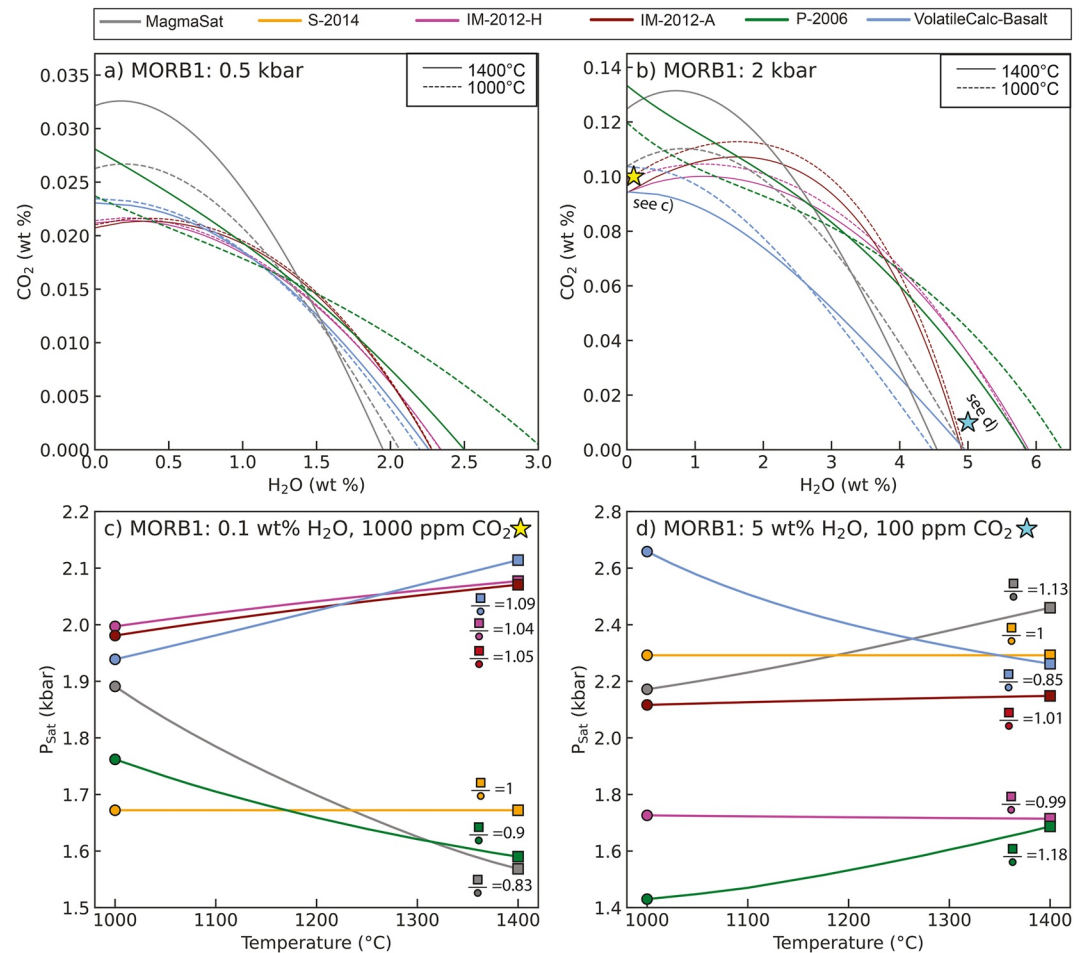 MagmaSat S-2014 IM-2012-H IM-2012-A P-2006 VolatileCalc-Basalt
a) MORB1: 0.5 kbar
1400°C
1000°C
0.035
0.030
0.025
0.020
0.015
0.010
0.005
0.000
CO₂ (wt %)
0.0 0.5 1.0 1.5 2.0 2.5 3.0
H₂O (wt %)
b) MORB1: 2 kbar
1400°C
1000°C
0.14
0.12
0.10
0.08
0.06
0.04
0.02
0.00
CO₂ (wt %)
see c)
see d)
0 1 2 3 4 5 6
H₂O (wt %)
c) MORB1: 0.1 wt% H₂O, 1000 ppm CO₂
2.2
2.1
2.0
1.9
1.8
1.7
1.6
1.5
P_Sat (kbar)
=1.09
=1.04
=1.05
=1
=0.9
=0.83
1000 1100 1200 1300 1400
Temperature (°C)
d) MORB1: 5 wt% H₂O, 100 ppm CO₂
2.8
2.6
2.4
2.2
2.0
1.8
1.6
1.4
P_Sat (kbar)
=1.13
=1
=0.85
=1.01
=0.99
=1.18
1000 1100 1200 1300 1400
Temperature (°C)